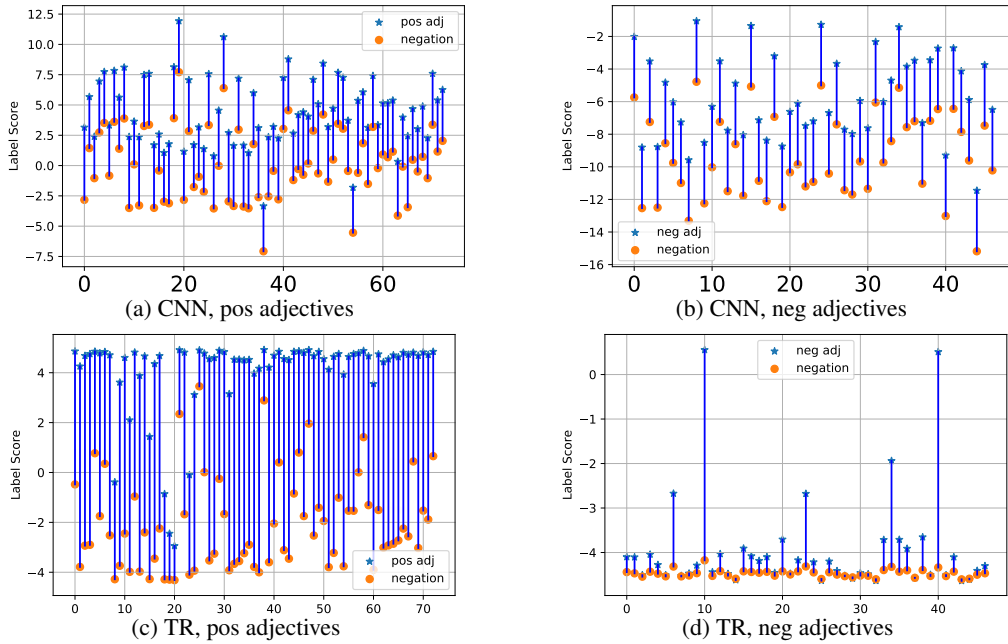 12.5
10.0
7.5
5.0
2.5
0.0
−2.5
−5.0
−7.5
Label Score
pos adj
negation
0 20 40 60
(a) CNN, pos adjectives
−2
−4
−6
−8
−10
−12
−14
−16
Label Score
neg adj
negation
0 10 20 30 40
(b) CNN, neg adjectives
4
2
0
−2
−4
Label Score
pos adj
negation
0 10 20 30 40 50 60 70
(c) TR, pos adjectives
0
−1
−2
−3
−4
Label Score
neg adj
negation
0 10 20 30 40
(d) TR, neg adjectives